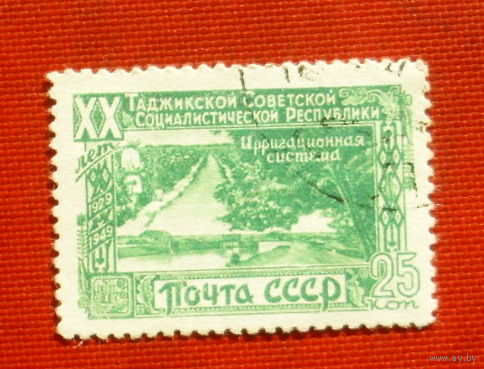 XX
лет
Таджикской Советской
Социалистической Республики
Ирригационная
система
1929
1949
Почта СССР
25
коп
www.ay.by